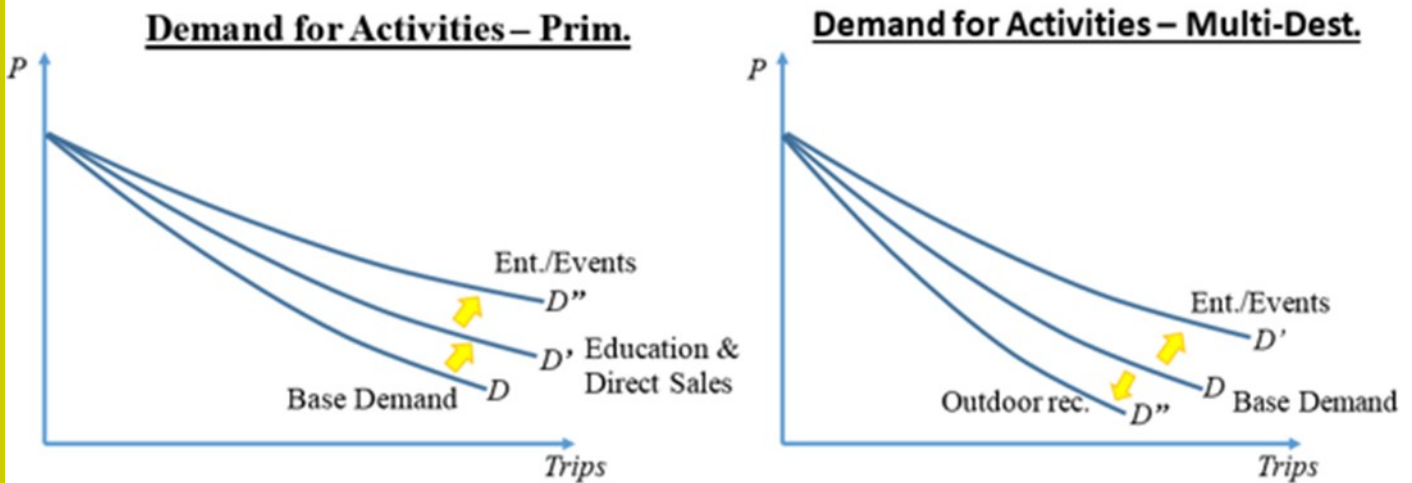 Demand for Activities – Prim.
P
Ent./Events
D”
D’ Education &
Direct Sales
Base Demand
D
Trips
Demand for Activities – Multi-Dest.
P
Ent./Events
D'
D
Base Demand
Outdoor rec.
D”
Trips